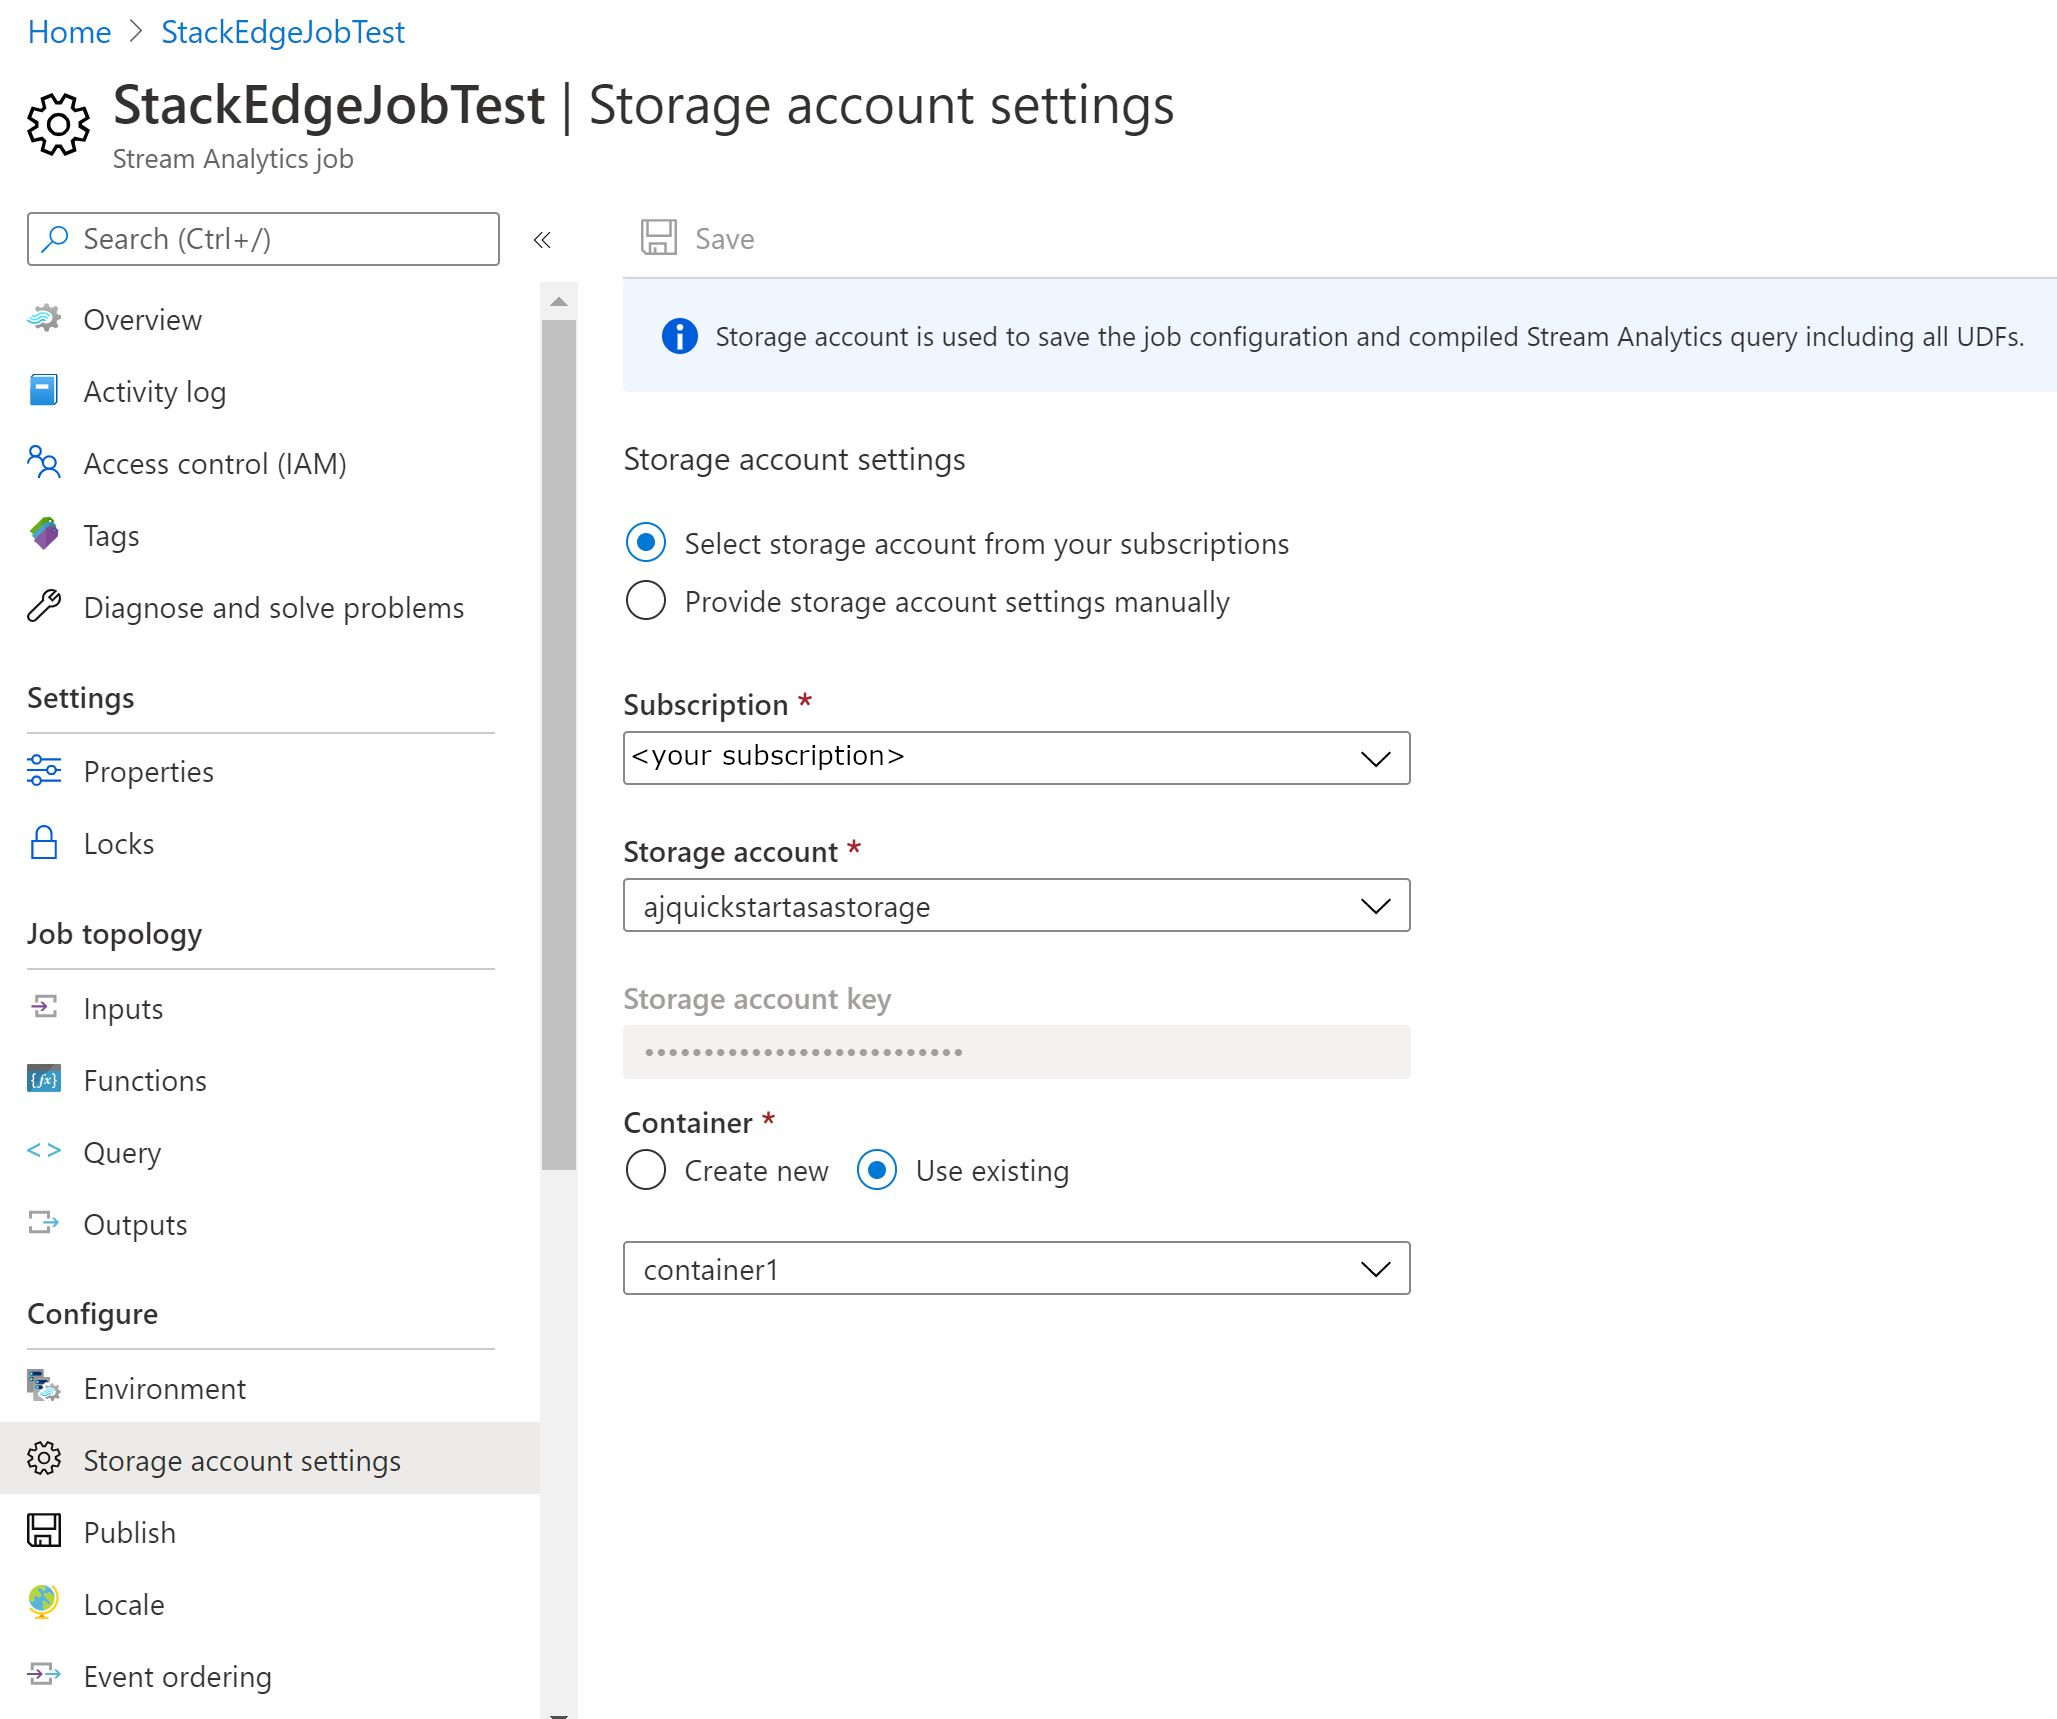 Home > StackEdgeJobTest
StackEdgeJobTest | Storage account settings
Stream Analytics job
Search (Ctrl+/)
«
Overview
Activity log
Access control (IAM)
Tags
Diagnose and solve problems
Settings
Properties
Locks
Job topology
Inputs
Functions
Query
Outputs
Configure
Environment
Storage account settings
Publish
Locale
Event ordering
Save
Storage account is used to save the job configuration and compiled Stream Analytics query including all UDFs.
Storage account settings
Select storage account from your subscriptions
Provide storage account settings manually
Subscription *
<your subscription>
Storage account *
ajquickstartasastorage
Storage account key
•••••••••••••••••••••••••••
Container *
Create new Use existing
container1